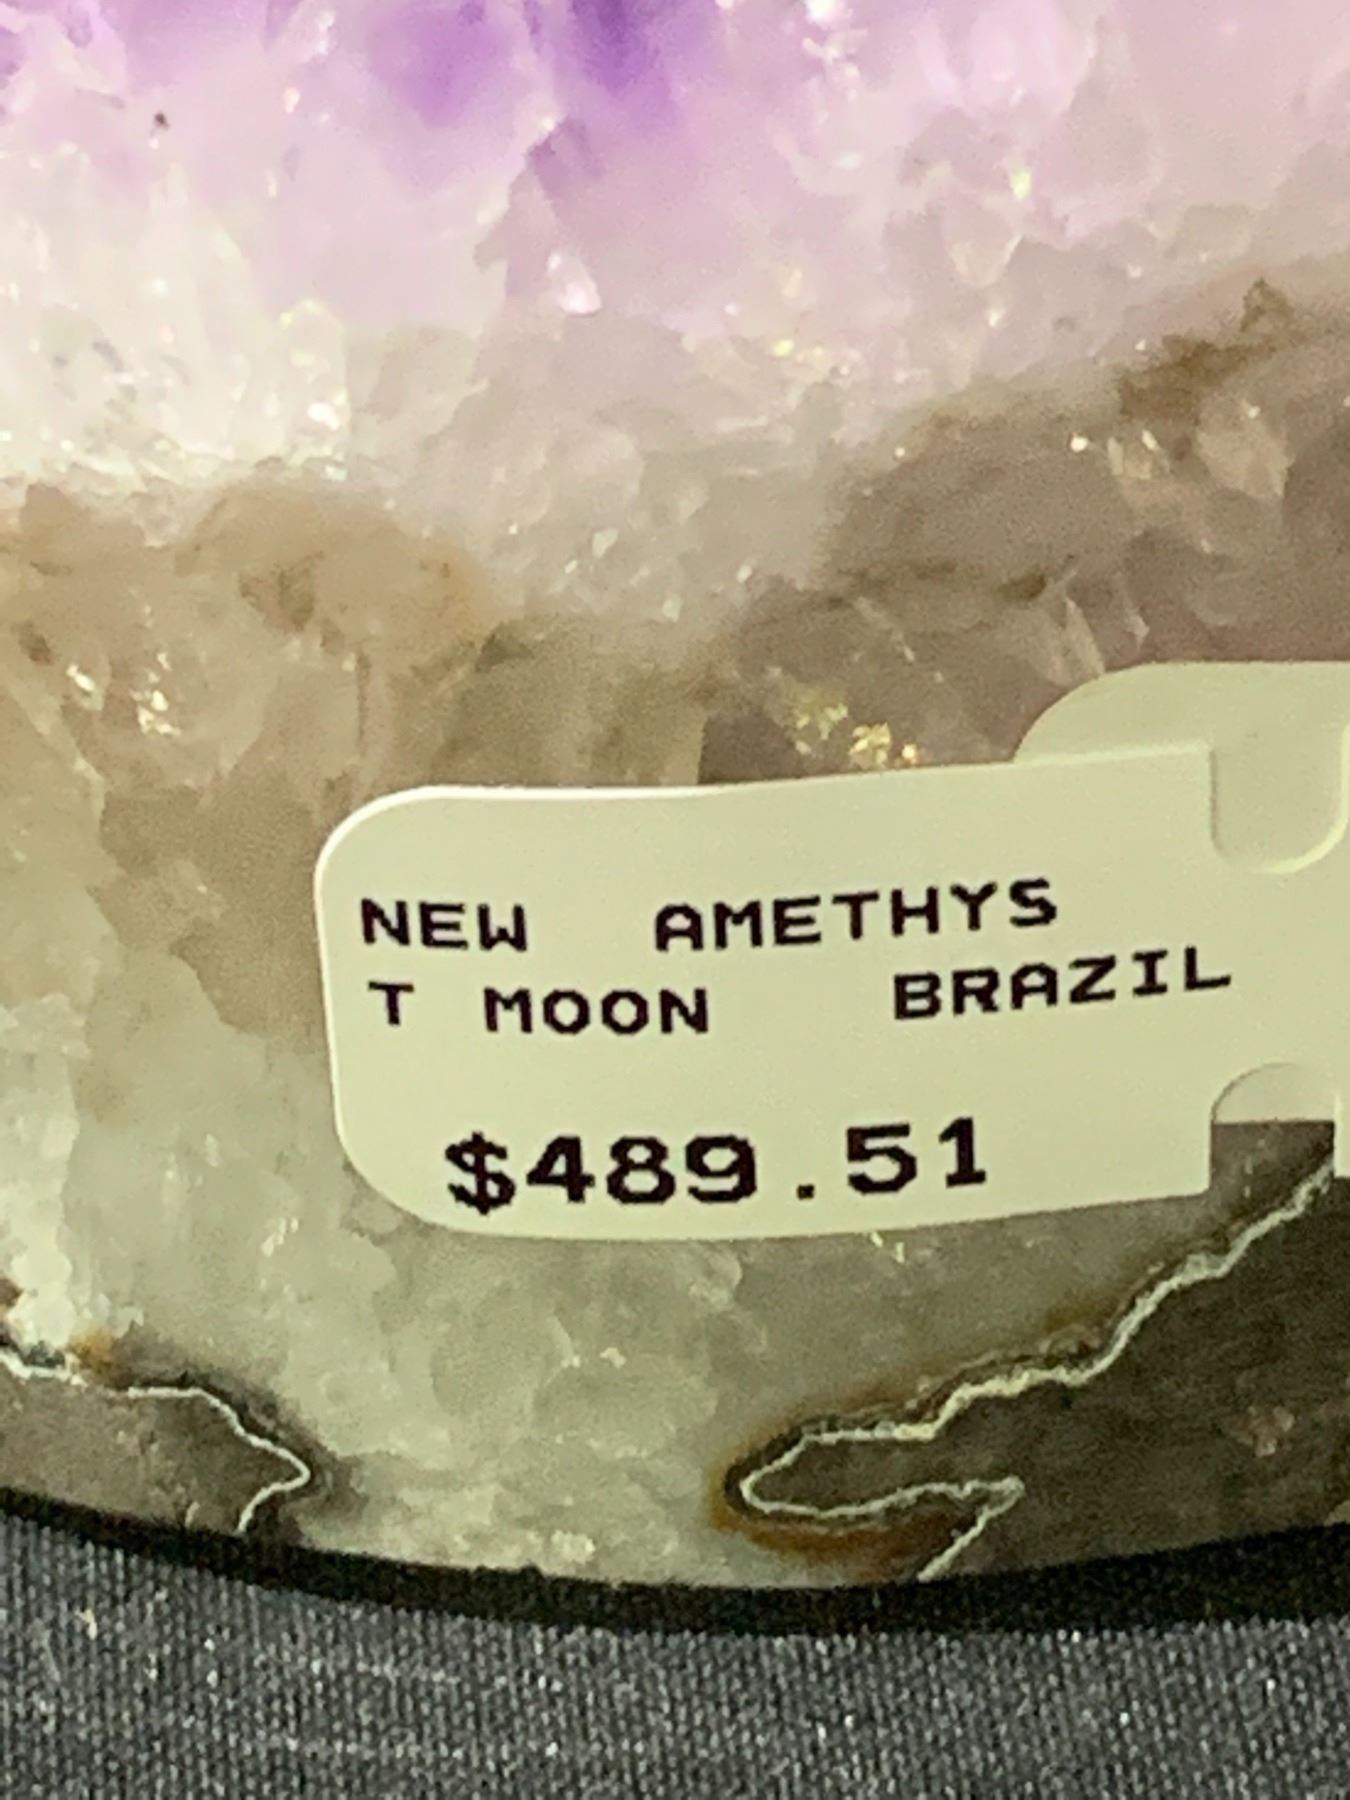 NEW AMETHYS
T MOON BRAZIL
$489.51